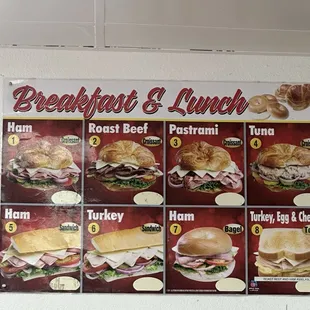 Breakfast & Lunch
Ham
1
Croissant
Roast Beef
2
Croissant
Pastrami
3
Croissant
Tuna
4
Croissant
Ham
5
Sandwich
Turkey
6
Sandwich
Ham
7
Bagel
Turkey, Egg & Che
8